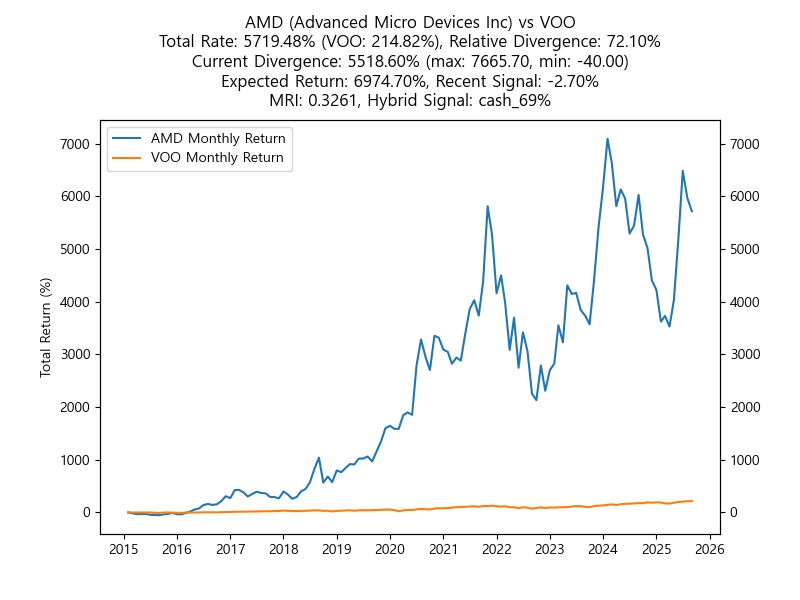 AMD (Advanced Micro Devices Inc) vs VOO
Total Rate: 5719.48% (VOO: 214.82%), Relative Divergence: 72.10%
Current Divergence: 5518.60% (max: 7665.70, min: -40.00)
Expected Return: 6974.70%, Recent Signal: -2.70%
MRI: 0.3261, Hybrid Signal: cash_69%
AMD Monthly Return
VOO Monthly Return
Total Return (%)
7000 7000
6000 6000
5000 5000
4000 4000
3000 3000
2000 2000
1000 1000
0 0
2015 2016 2017 2018 2019 2020 2021 2022 2023 2024 2025 2026